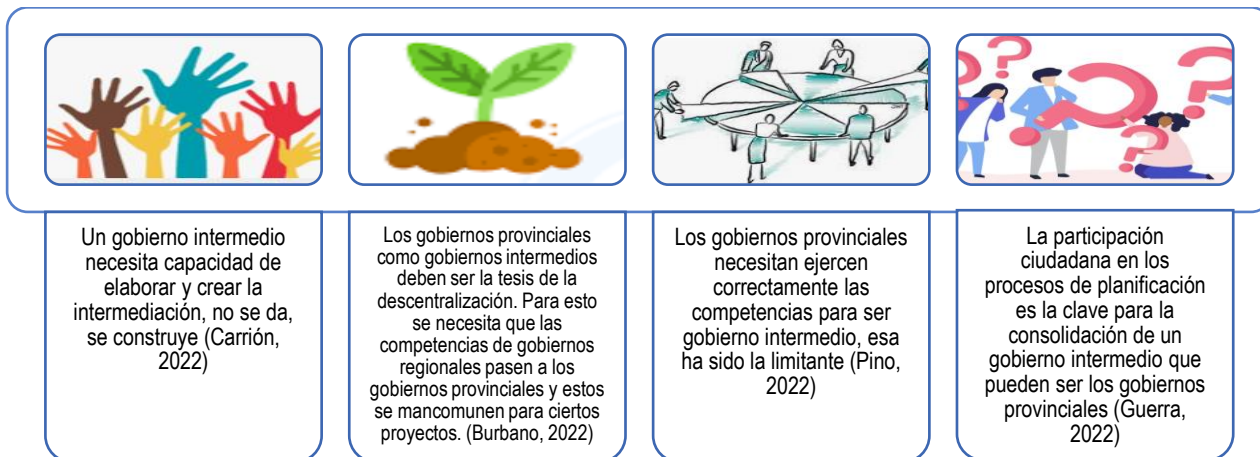 Un gobierno intermedio
necesita capacidad de
elaborar y crear la
intermediación, no se da,
se construye (Carrión,
2022)
Los gobiernos provinciales
como gobiernos intermedios
deben ser la tesis de la
descentralización. Para esto
se necesita que las
competencias de gobiernos
regionales pasen a los
gobiernos provinciales y estos
se mancomunen para ciertos
proyectos. (Burbano, 2022)
Los gobiernos provinciales
necesitan ejercen
correctamente las
competencias para ser
gobierno intermedio, esa
ha sido la limitante (Pino,
2022)
La participación
ciudadana en los
procesos de planificación
es la clave para la
consolidación de un
gobierno intermedio que
pueden ser los gobiernos
provinciales (Guerra,
2022)